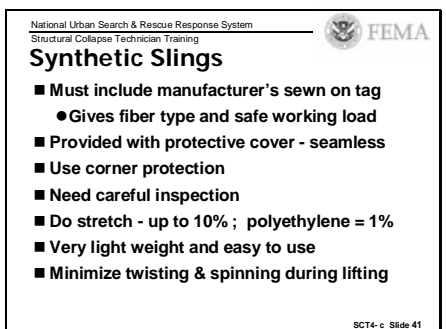 National Urban Search & Rescue Response System
Structural Collapse Technician Training
FEMA
Synthetic Slings
■ Must include manufacturer's sewn on tag
●Gives fiber type and safe working load
■ Provided with protective cover - seamless
■ Use corner protection
■ Need careful inspection
■ Do stretch - up to 10% ; polyethylene = 1%
■ Very light weight and easy to use
■ Minimize twisting & spinning during lifting
SCT4- c Slide 41